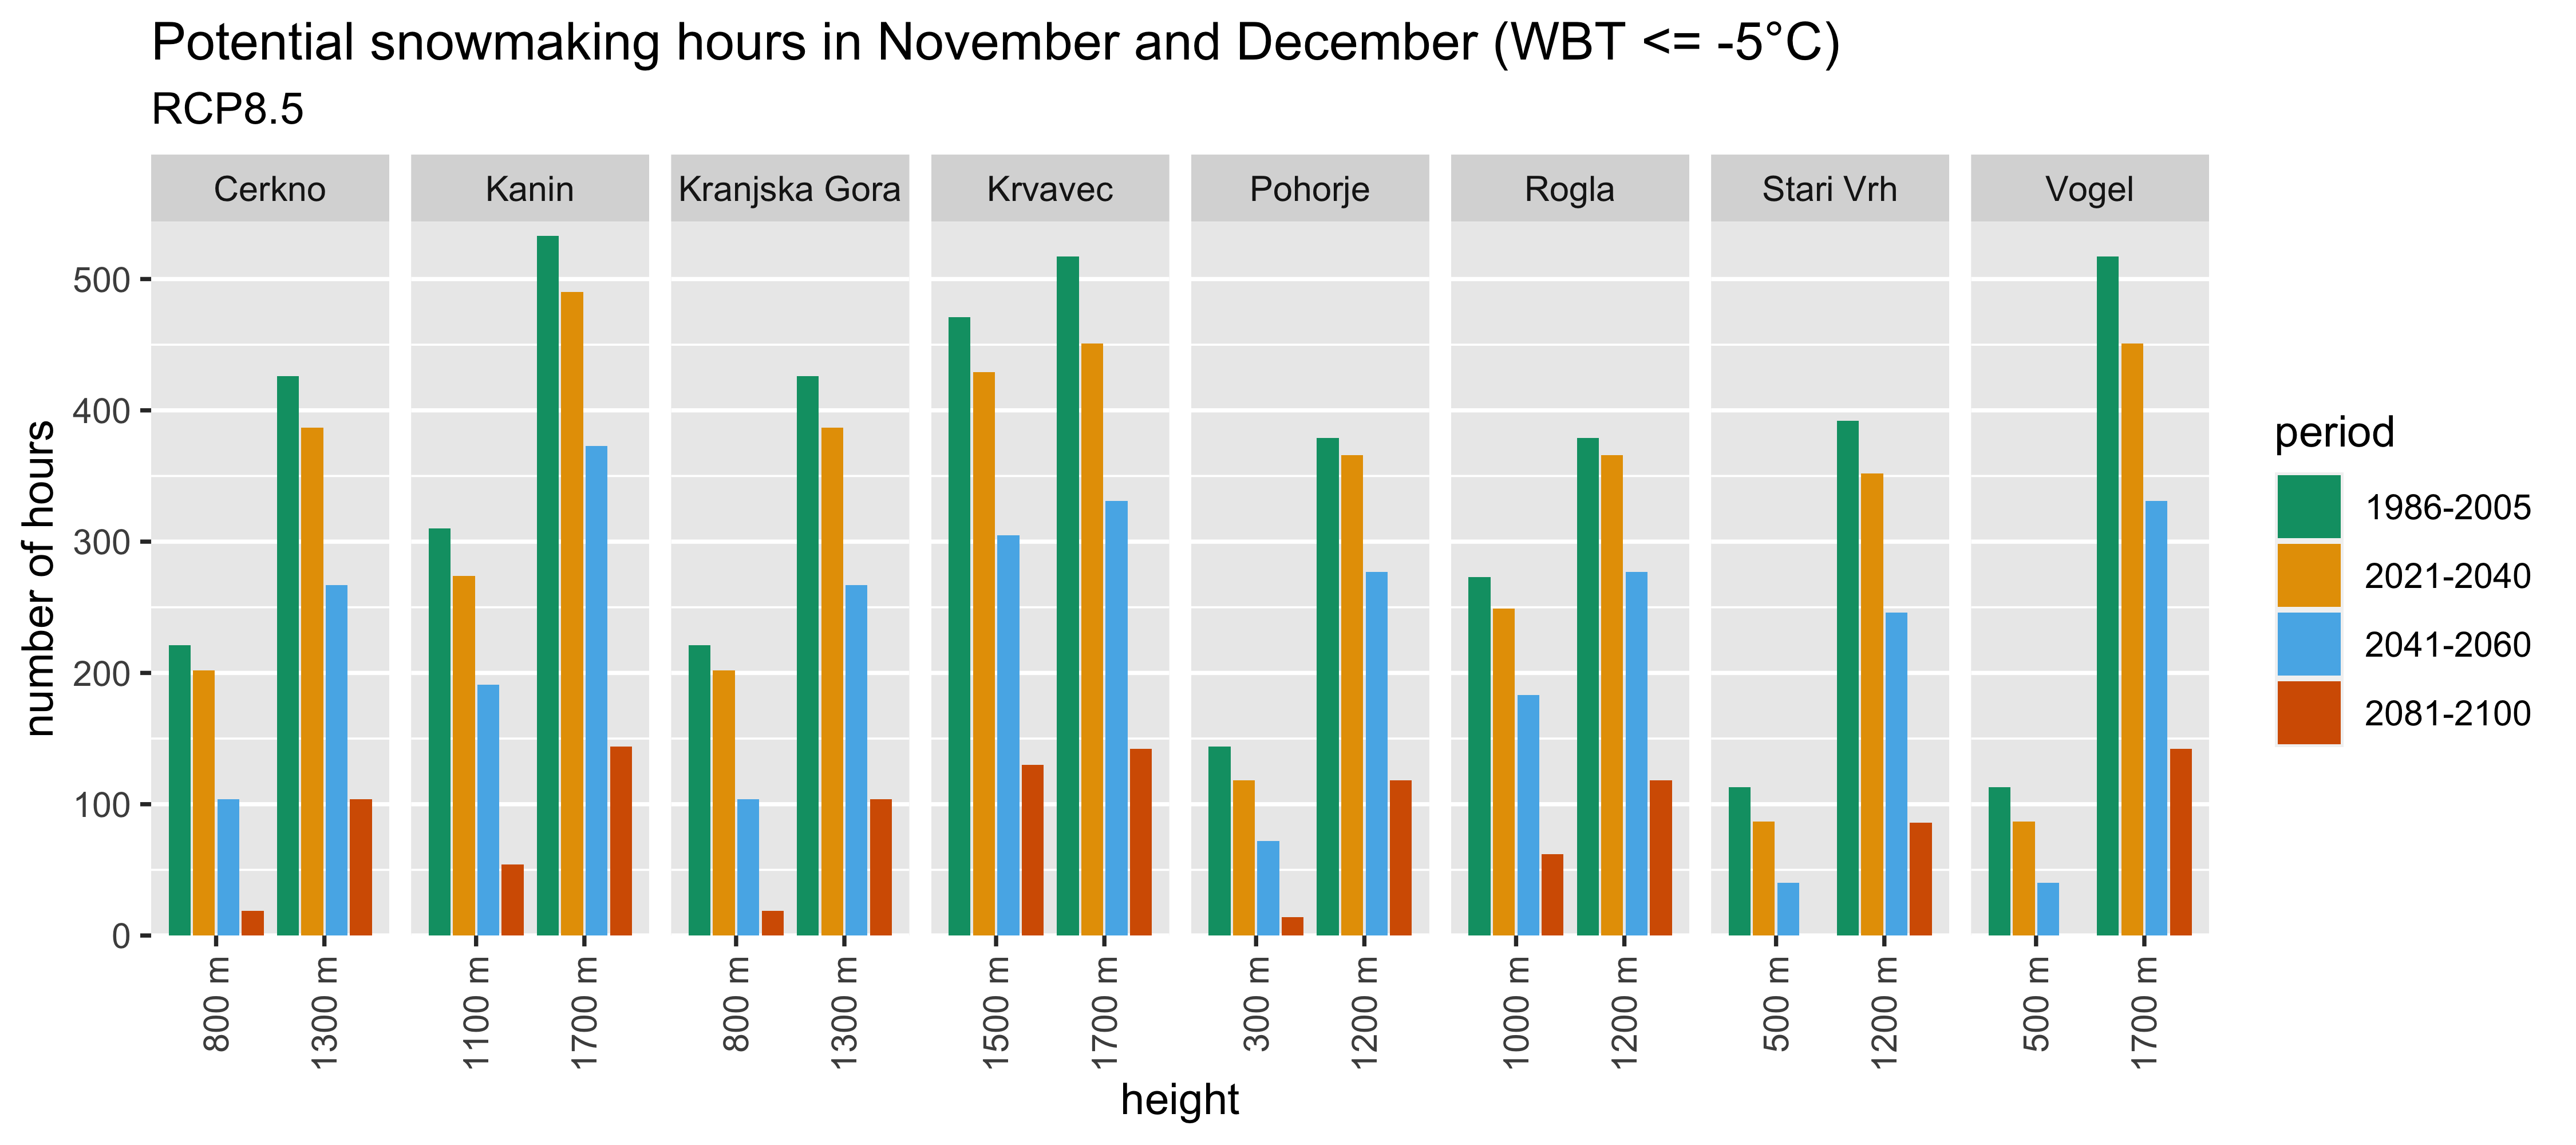 Potential snowmaking hours in November and December (WBT <= -5°C)
RCP8.5
Cerkno Kanin Kranjska Gora Krvavec Pohorje Rogla Stari Vrh Vogel
number of hours
500
400
300
200
100
0
800 m 1300 m 1100 m 1700 m 800 m 1300 m 1500 m 1700 m 300 m 1200 m 1000 m 1200 m 500 m 1200 m 500 m 1700 m
height
period
1986-2005
2021-2040
2041-2060
2081-2100